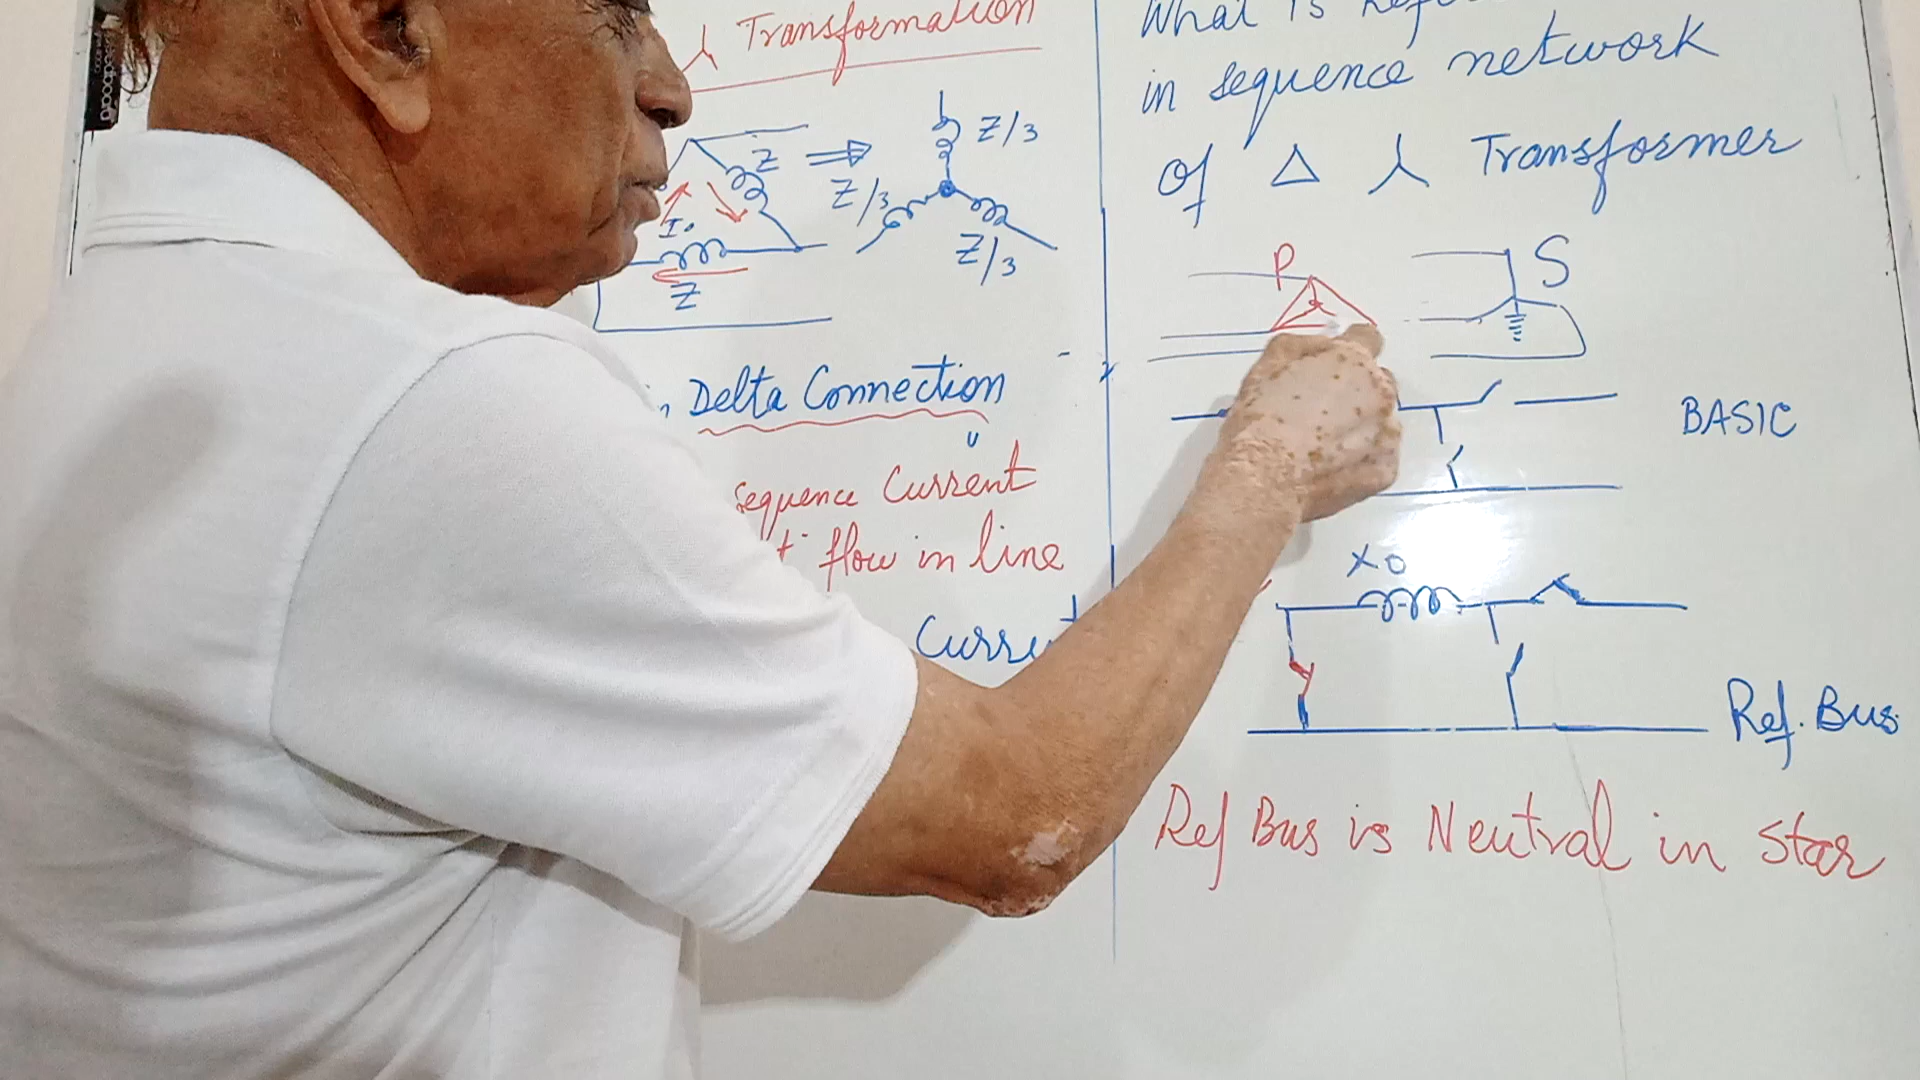 Transformation
Z
Z/3
Z/3
Z/3
I₀
Z
Delta Connection
sequence Current
flow in line
What is
in sequence network
of Δ ⅄ Transformer
P
S
BASIC
X0
Ref. Bus
Ref Bus is Neutral in Star